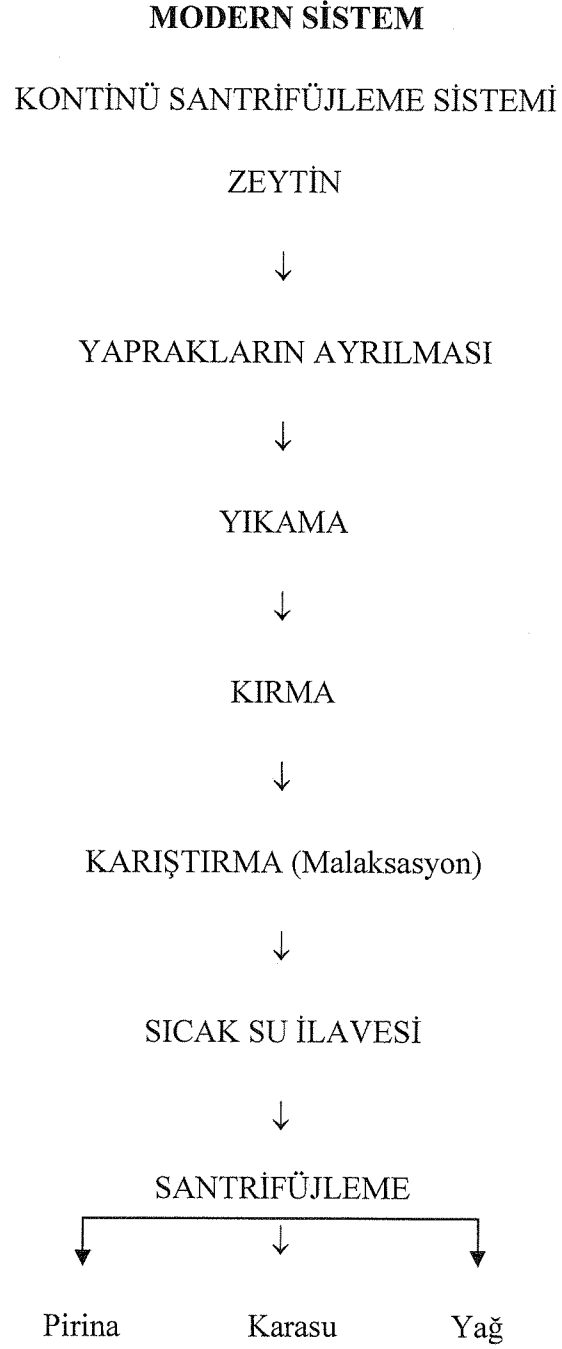 MODERN SİSTEM
KONTİNÜ SANTRİFÜJLEME SİSTEMİ
ZEYTİN
↓
YAPRAKLARIN AYRILMASI
↓
YIKAMA
↓
KIRMA
↓
KARIŞTIRMA (Malaksasyon)
↓
SICAK SU İLAVESİ
↓
SANTRİFÜJLEME
↓
Pirina Karasu Yağ